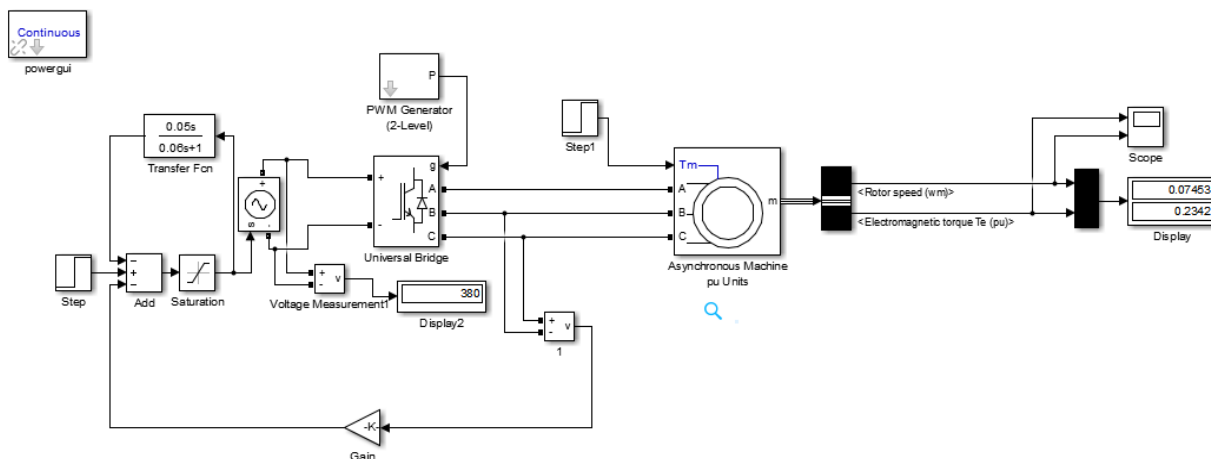 Continuous
powergui
P
PWM Generator
(2-Level)
0.05s
0.06s+1
Transfer Fcn
Step1
g
+
A
B
-
C
Universal Bridge
+
s
-
Tm
A
B
C
m
Asynchronous Machine
pu Units
<Rotor speed (wm)>
<Electromagnetic torque Te (pu)>
Scope
0.07453
0.2342
Display
Step
−
+
−
Add
Saturation
+
-
v
Voltage Measurement1
380
Display2
+
-
v
1
-K-
Gain